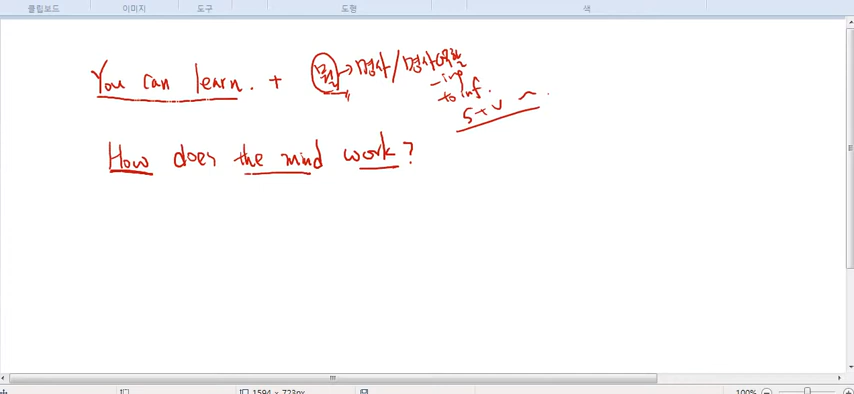 클립보드 이미지 도구 도형 색
You can learn. + 목적 → 명사 / 명사역할
-ing
to inf.
S + V ~.
How does the mind work?
1594 × 723px 100%